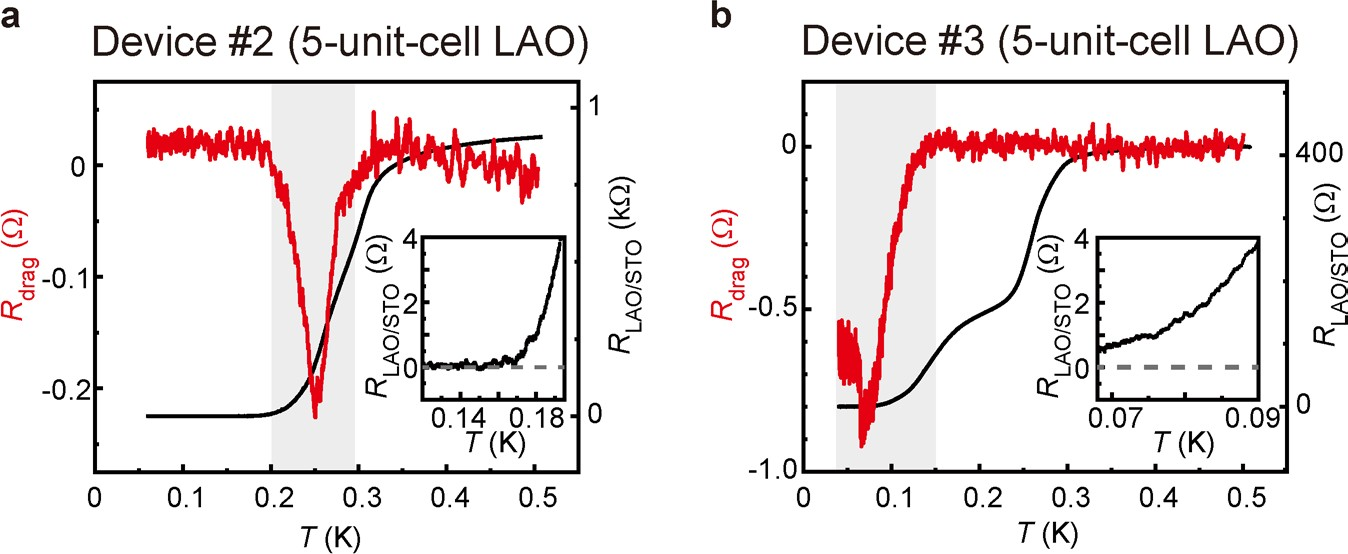 a
Device #2 (5-unit-cell LAO)
0
-0.1
-0.2
Rdrag (Ω)
1
0
RLAO/STO (kΩ)
4
2
0
RLAO/STO (Ω)
0.14
0.18
T (K)
0
0.1
0.2
0.3
0.4
0.5
T (K)
b
Device #3 (5-unit-cell LAO)
0
-0.5
-1.0
Rdrag (Ω)
400
0
RLAO/STO (Ω)
4
2
0
RLAO/STO (Ω)
0.07
0.09
T (K)
0
0.1
0.2
0.3
0.4
0.5
T (K)